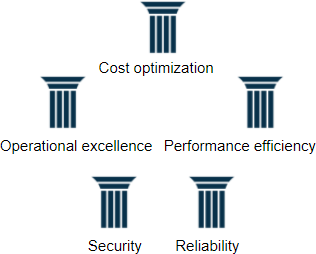 Cost optimization
Operational excellence
Performance efficiency
Security
Reliability